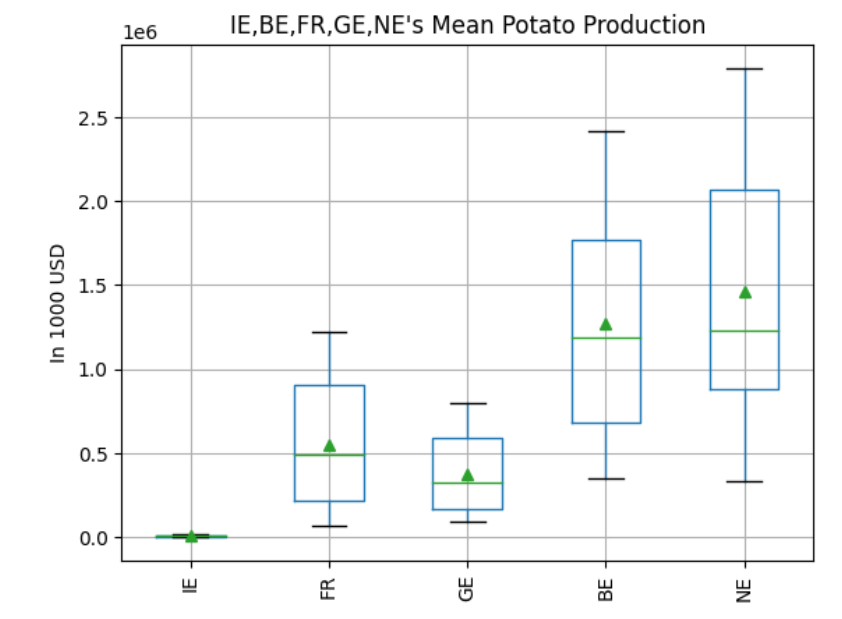 IE,BE,FR,GE,NE's Mean Potato Production
1e6
2.5
2.0
1.5
1.0
0.5
0.0
In 1000 USD
IE
FR
GE
BE
NE